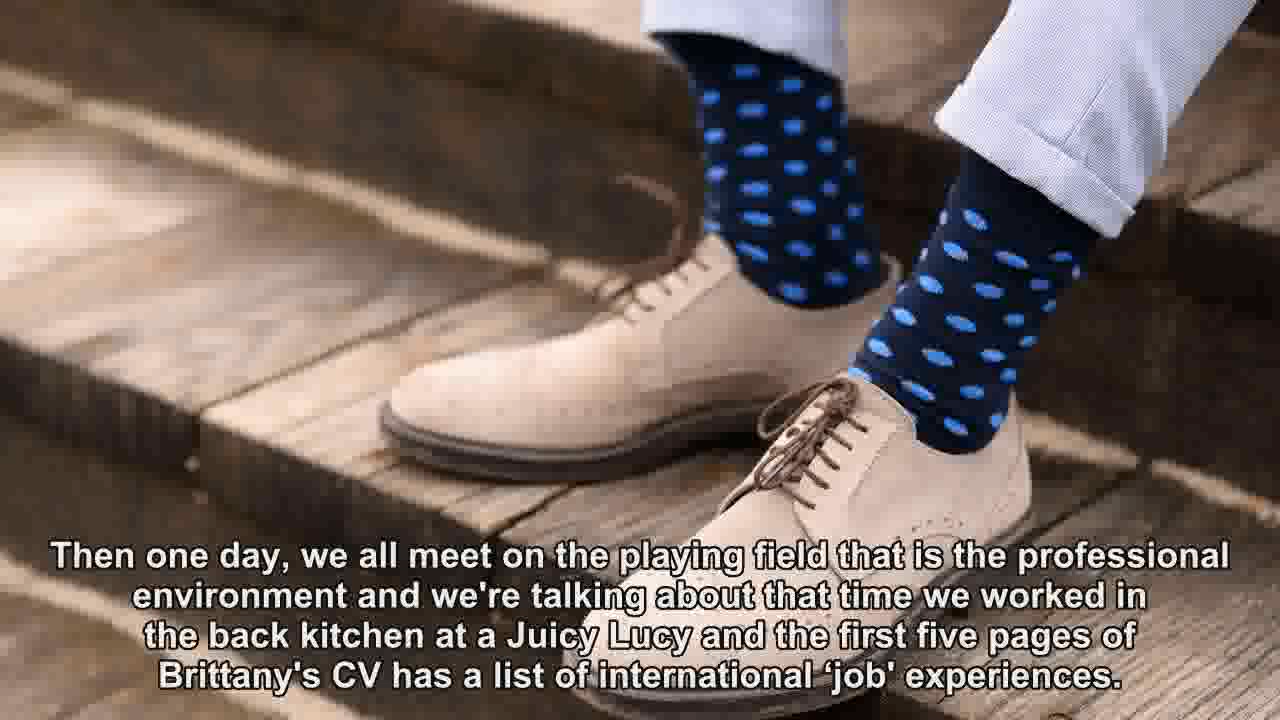 Then one day, we all meet on the playing field that is the professional
environment and we're talking about that time we worked in
the back kitchen at a Juicy Lucy and the first five pages of
Brittany's CV has a list of international ‘job' experiences.